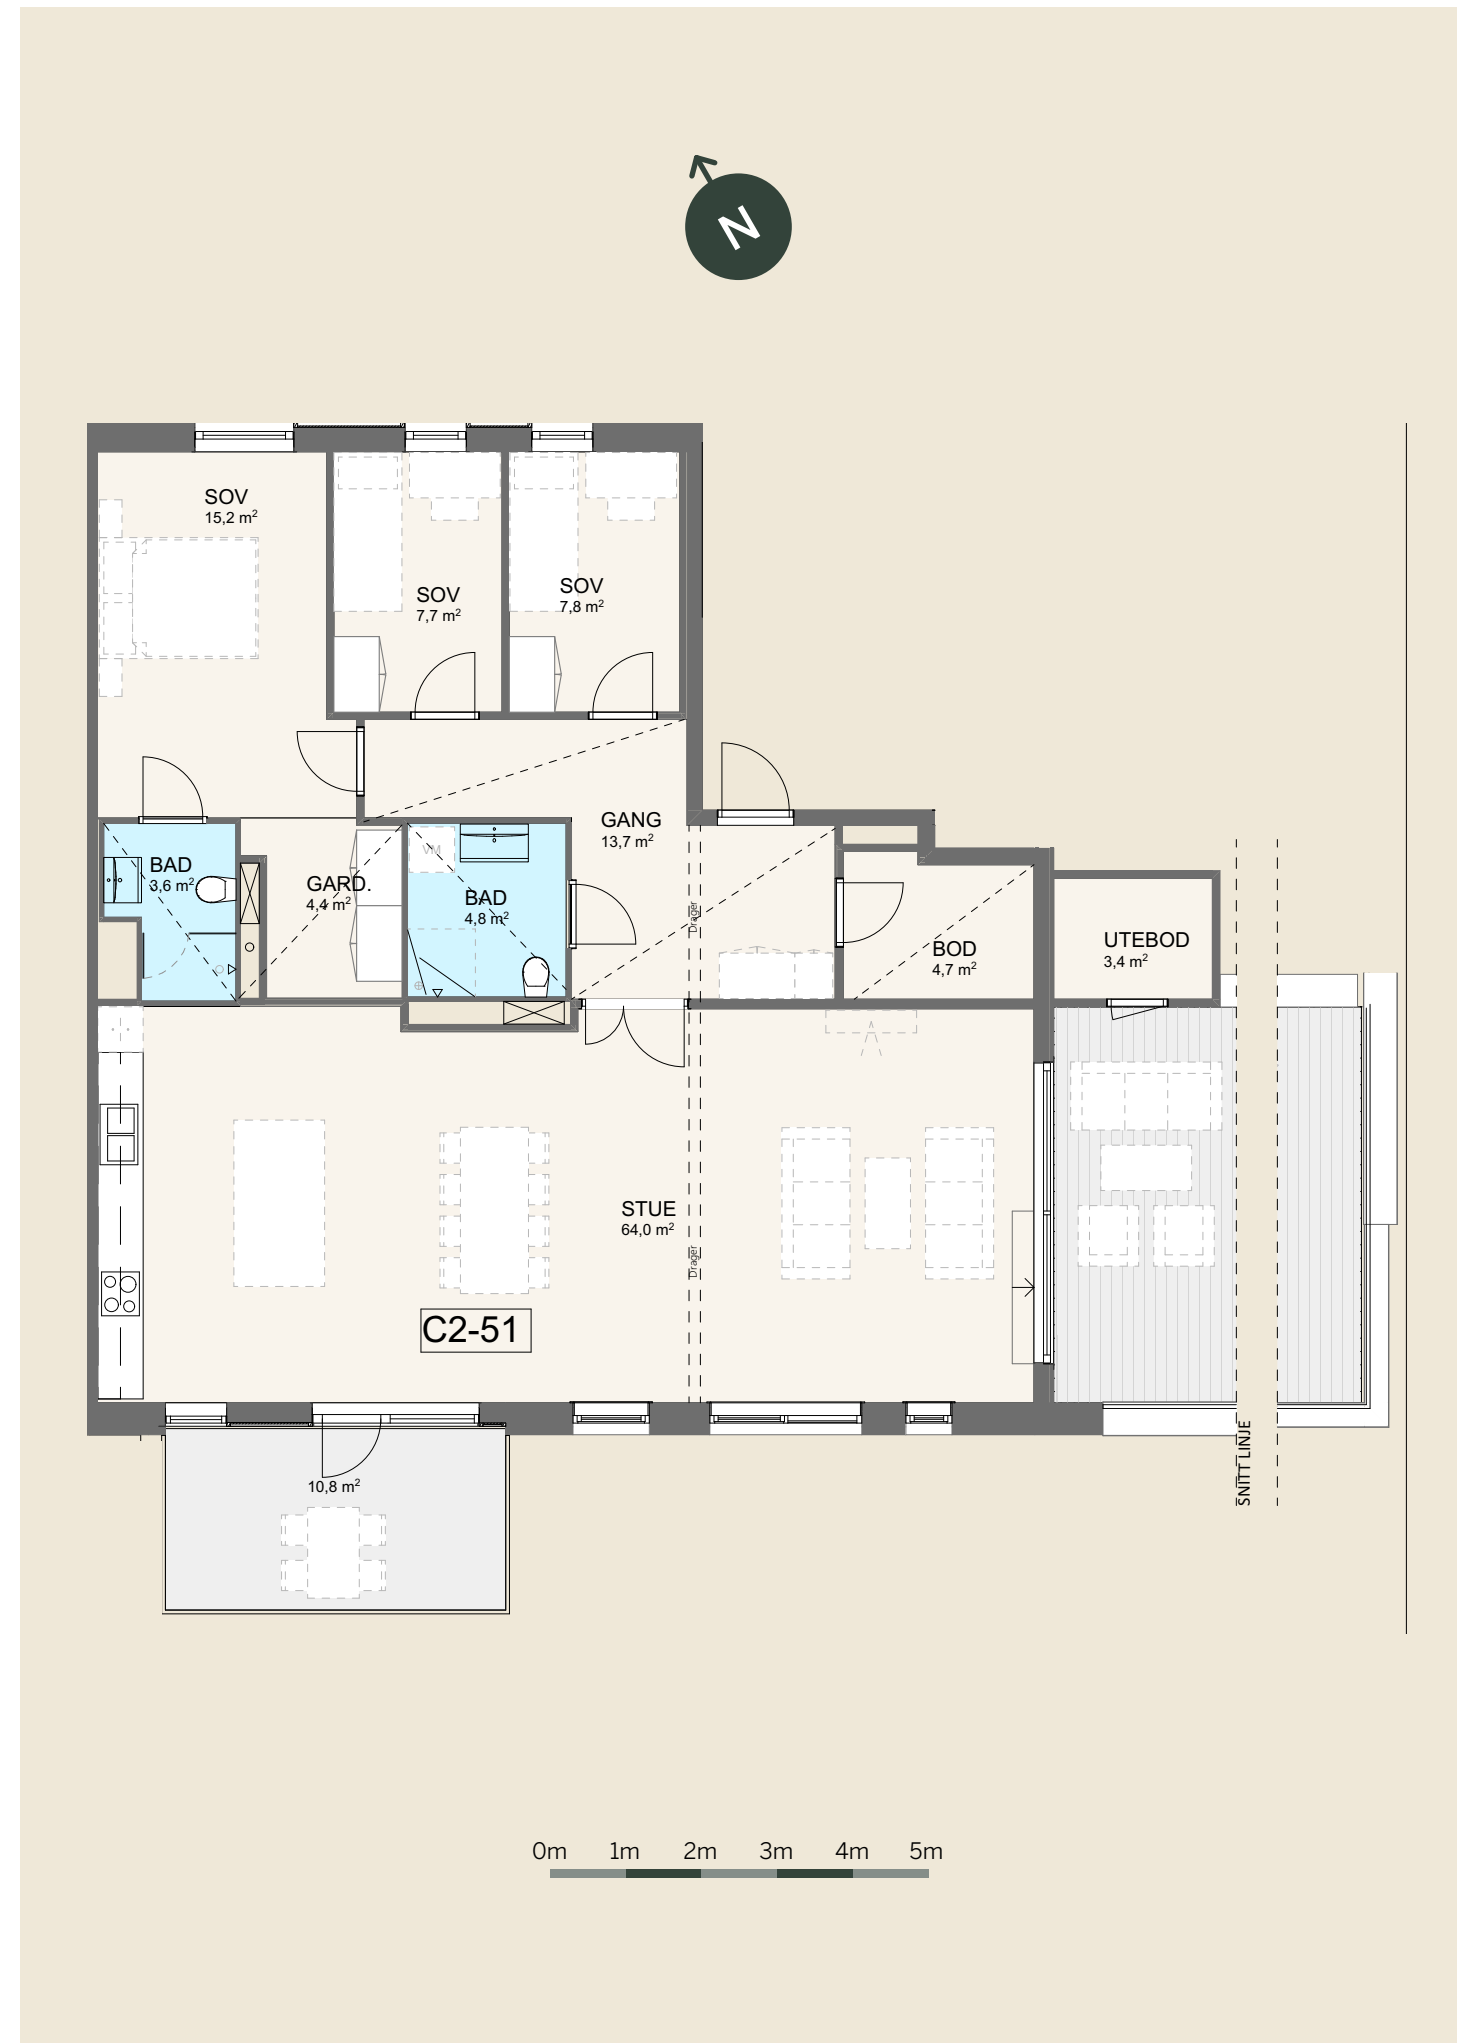 N
SOV
15,2 m²
SOV
7,7 m²
SOV
7,8 m²
GANG
13,7 m²
BAD
3,6 m²
GARD.
4,4 m²
VM
BAD
4,8 m²
Drager
BOD
4,7 m²
UTEBOD
3,4 m²
STUE
64,0 m²
Drager
C2-51
SNITT LINJE
10,8 m²
0m 1m 2m 3m 4m 5m